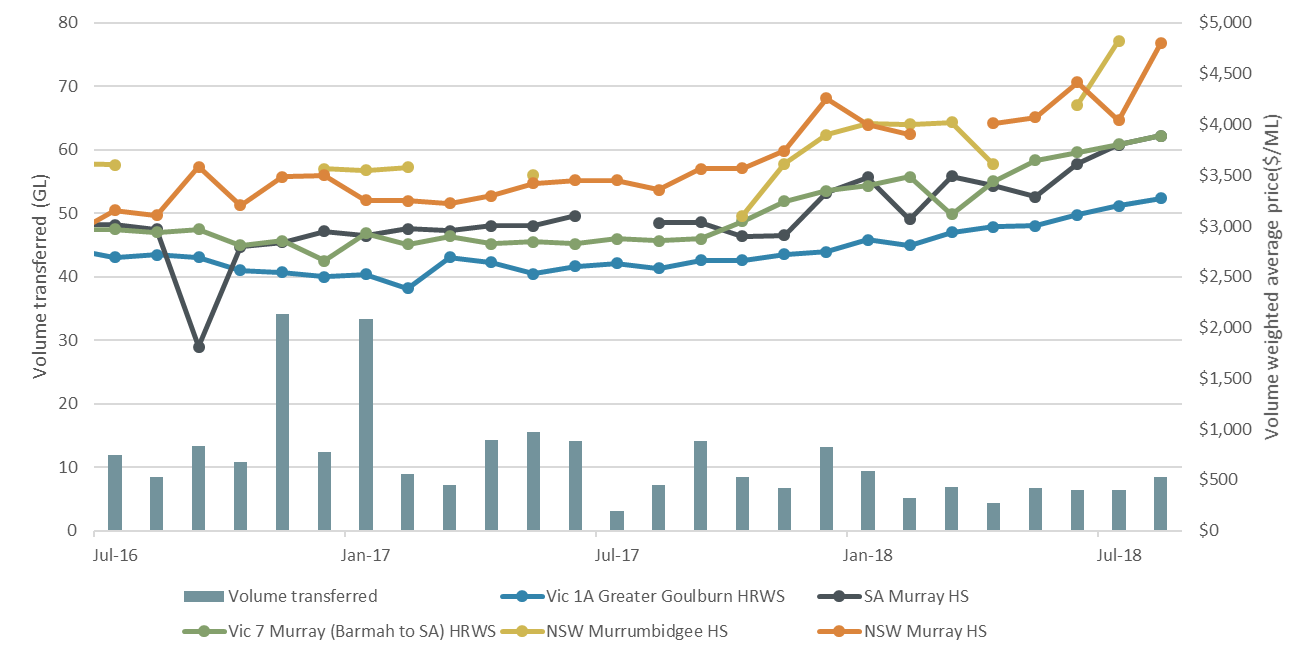 80
70
60
50
40
30
20
10
0
Volume transferred (GL)
$5,000
$4,500
$4,000
$3,500
$3,000
$2,500
$2,000
$1,500
$1,000
$500
$0
Volume weighted average price($/ML)
Jul-16
Jan-17
Jul-17
Jan-18
Jul-18
Volume transferred
Vic 1A Greater Goulburn HRWS
SA Murray HS
Vic 7 Murray (Barmah to SA) HRWS
NSW Murrumbidgee HS
NSW Murray HS